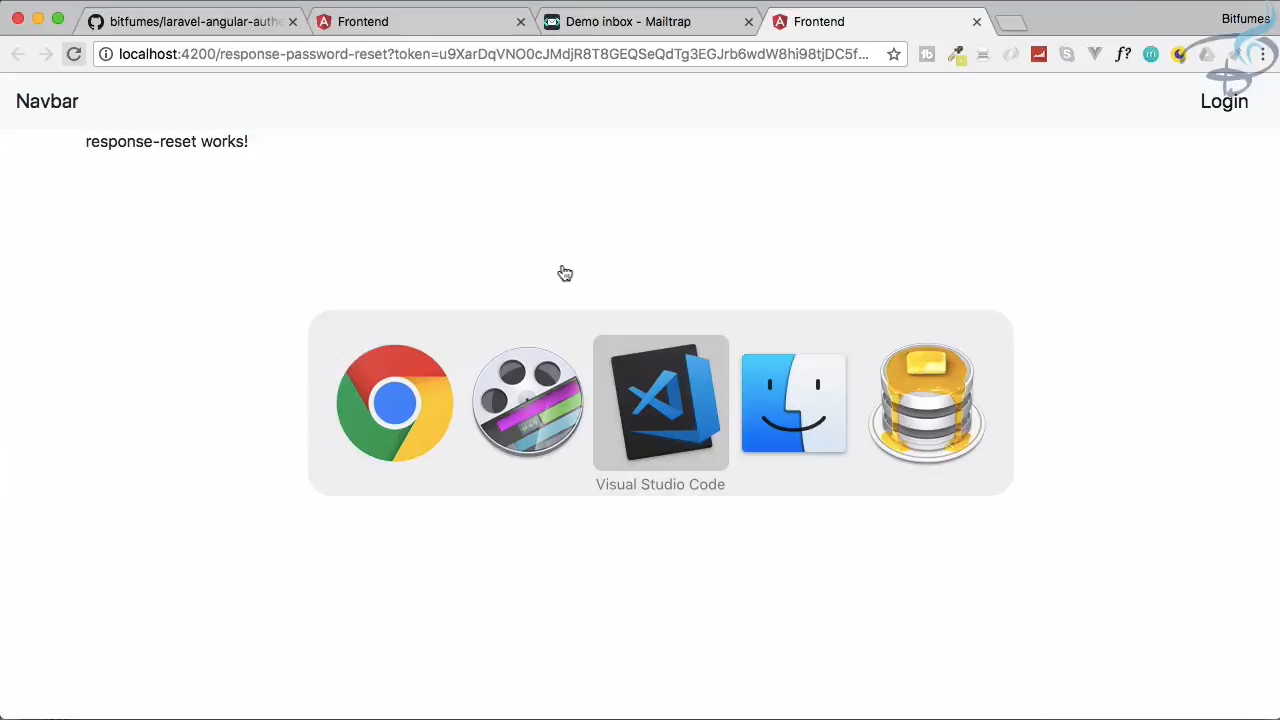 bitfumes/laravel-angular-authe
Frontend
Demo inbox - Mailtrap
Frontend
Bitfumes
localhost:4200/response-password-reset?token=u9XarDqVNO0cJMdjR8T8GEQSeQdTg3EGJrb6wdW8hi98tjDC5f...
f?
Navbar
Login
response-reset works!
Visual Studio Code